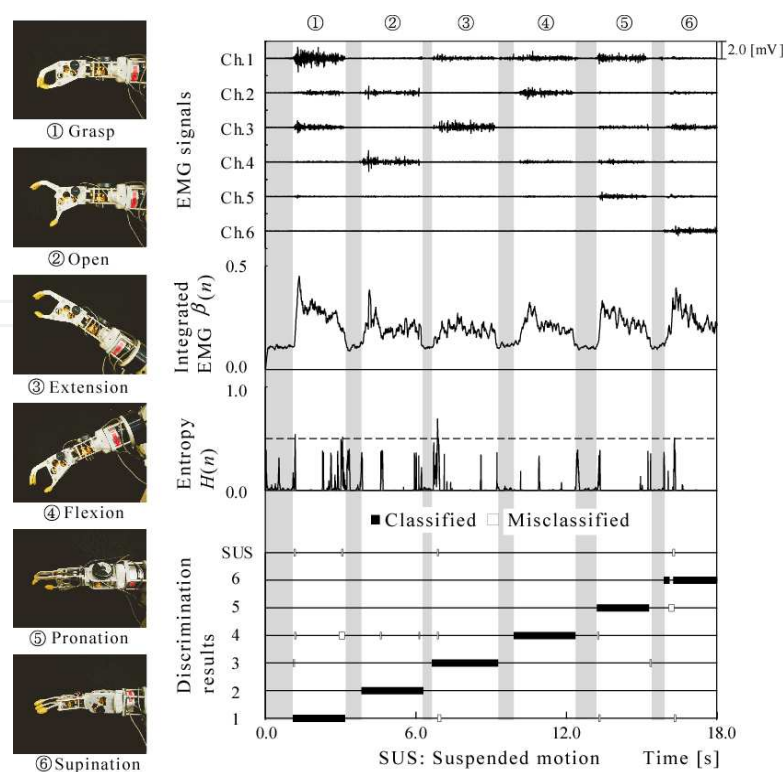 ① ② ③ ④ ⑤ ⑥
2.0 [mV]
Ch.1
Ch.2
Ch.3
Ch.4
Ch.5
Ch.6
EMG signals
① Grasp
② Open
③ Extension
④ Flexion
⑤ Pronation
⑥ Supination
0.5
Integrated
EMG β(n)
0.0
1.0
Entropy
H(n)
0.0
Classified Misclassified
SUS
6
5
4
3
2
1
Discrimination
results
0.0 6.0 12.0 18.0
SUS: Suspended motion Time [s]